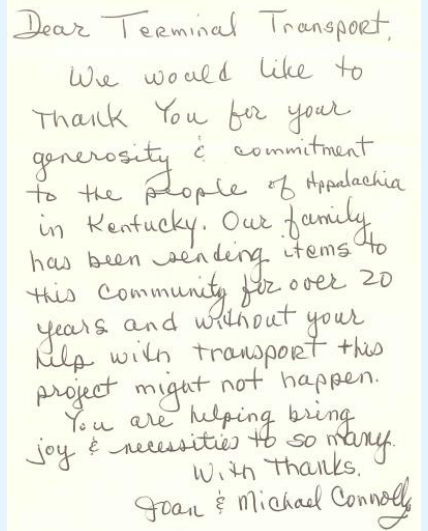 Dear Terminal Transport,
We would like to
Thank You for your
generosity & commitment
to the people of Appalachia
in Kentucky. Our family
has been sending items to
this community for over 20
years and without your
help with transport this
project might not happen.
You are helping bring
joy & necessities to so many.
With Thanks.
Joan & Michael Connolly